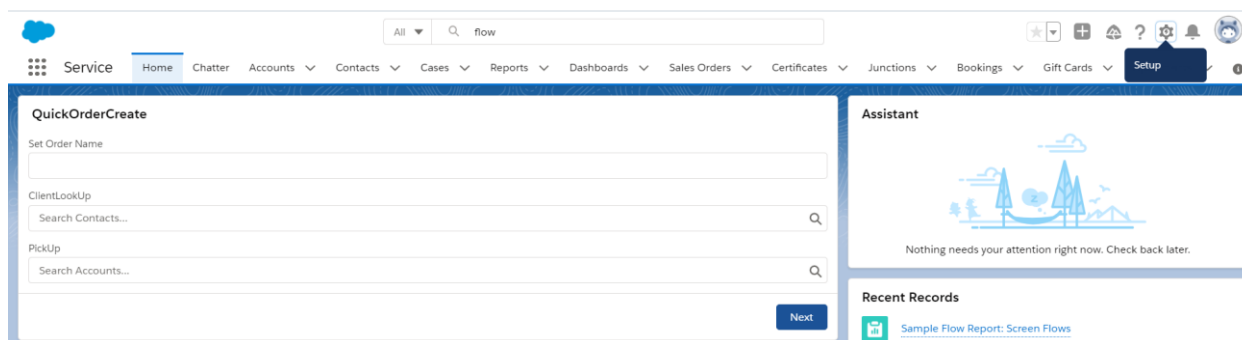 All flow
Setup
Service Home Chatter Accounts Contacts Cases Reports Dashboards Sales Orders Certificates Junctions Bookings Gift Cards
QuickOrderCreate
Set Order Name
ClientLookUp
Search Contacts...
PickUp
Search Accounts...
Next
Assistant
Nothing needs your attention right now. Check back later.
Recent Records
Sample Flow Report: Screen Flows